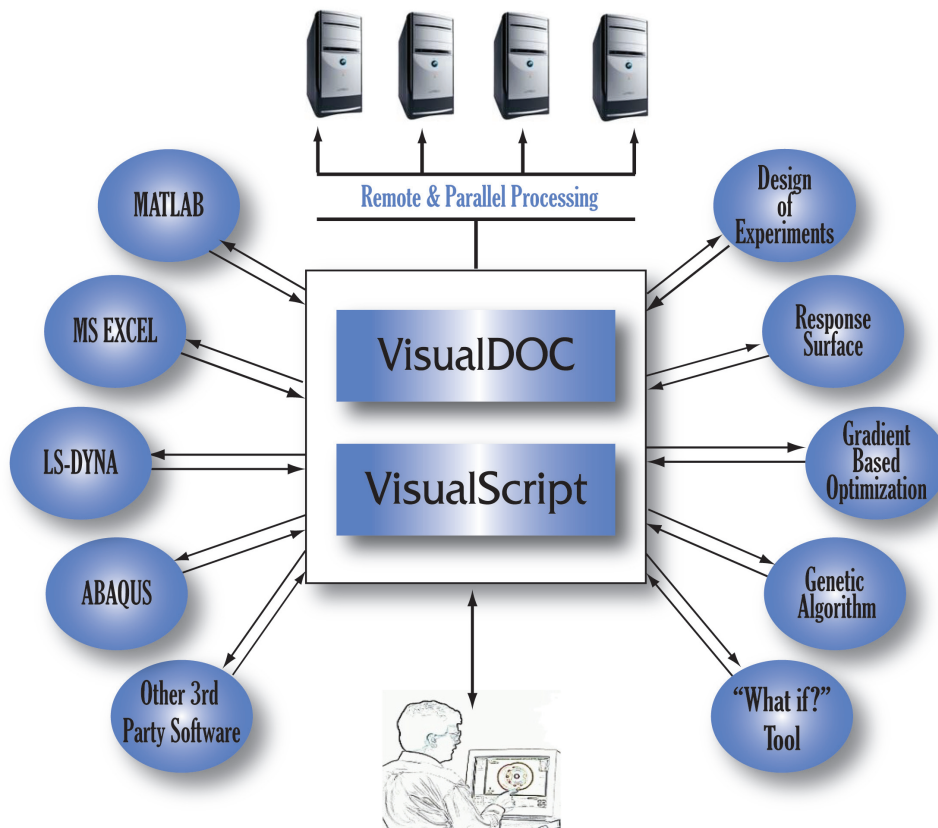 Remote & Parallel Processing
MATLAB
MS EXCEL
LS-DYNA
ABAQUS
Other 3rd
Party Software
VisualDOC
VisualScript
Design
of
Experiments
Response
Surface
Gradient
Based
Optimization
Genetic
Algorithm
“What if?”
Tool